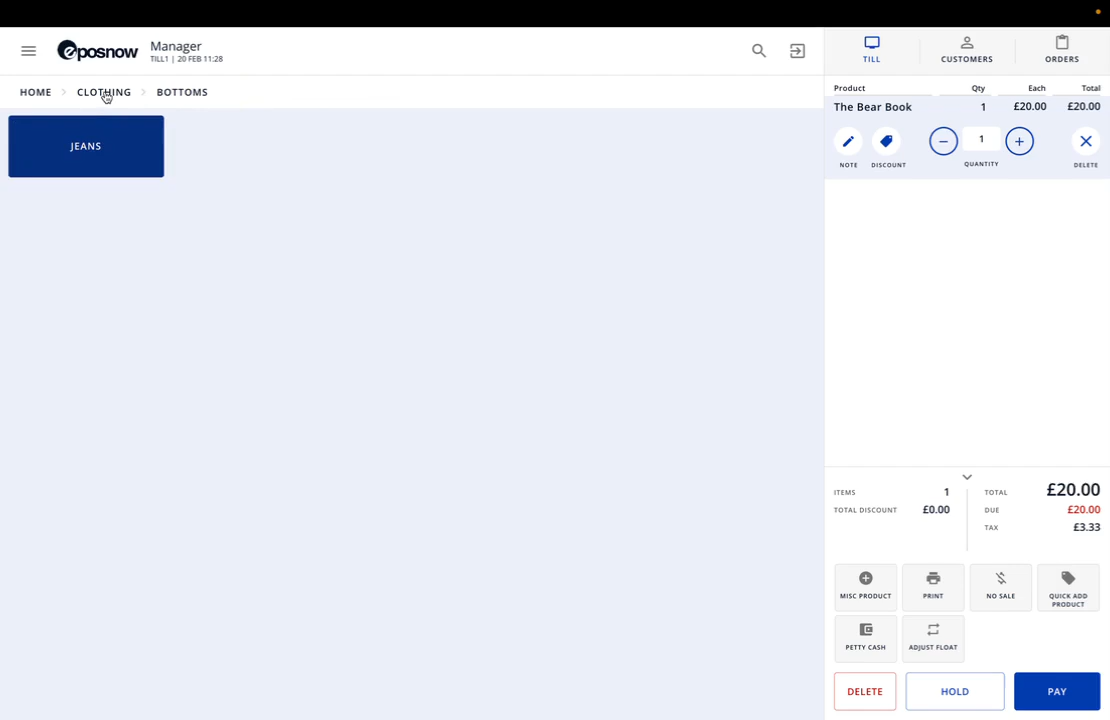 eposnow
Manager
TILL1 | 20 FEB 11:28
HOME > CLOTHING > BOTTOMS
JEANS
TILL CUSTOMERS ORDERS
Product Qty Each Total
The Bear Book 1 £20.00 £20.00
1
NOTE DISCOUNT QUANTITY DELETE
ITEMS 1
TOTAL DISCOUNT £0.00
TOTAL £20.00
DUE £20.00
TAX £3.33
MISC PRODUCT PRINT NO SALE QUICK ADD
PRODUCT
PETTY CASH ADJUST FLOAT
DELETE HOLD PAY